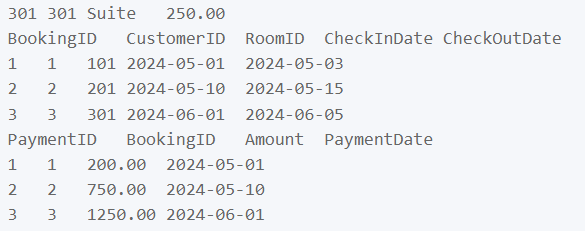 301 301 Suite 250.00
BookingID CustomerID RoomID CheckInDate CheckOutDate
1 1 101 2024-05-01 2024-05-03
2 2 201 2024-05-10 2024-05-15
3 3 301 2024-06-01 2024-06-05
PaymentID BookingID Amount PaymentDate
1 1 200.00 2024-05-01
2 2 750.00 2024-05-10
3 3 1250.00 2024-06-01